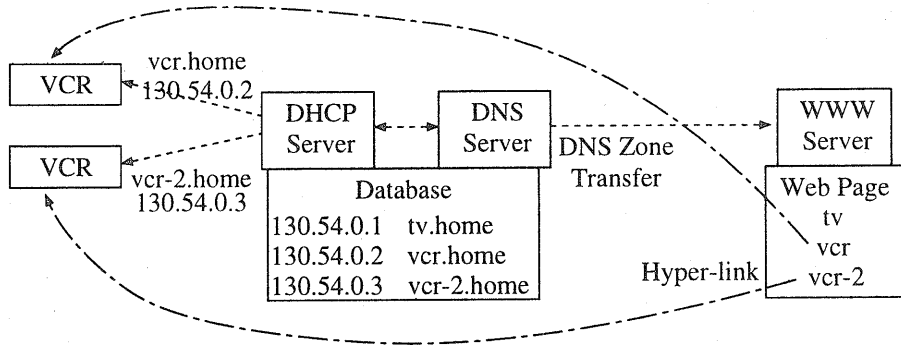 vcr.home
130.54.0.2
VCR
VCR
vcr-2.home
130.54.0.3
DHCP
Server
DNS
Server
DNS Zone
Transfer
WWW
Server
Database
130.54.0.1 tv.home
130.54.0.2 vcr.home
130.54.0.3 vcr-2.home
Web Page
tv
vcr
vcr-2
Hyper-link